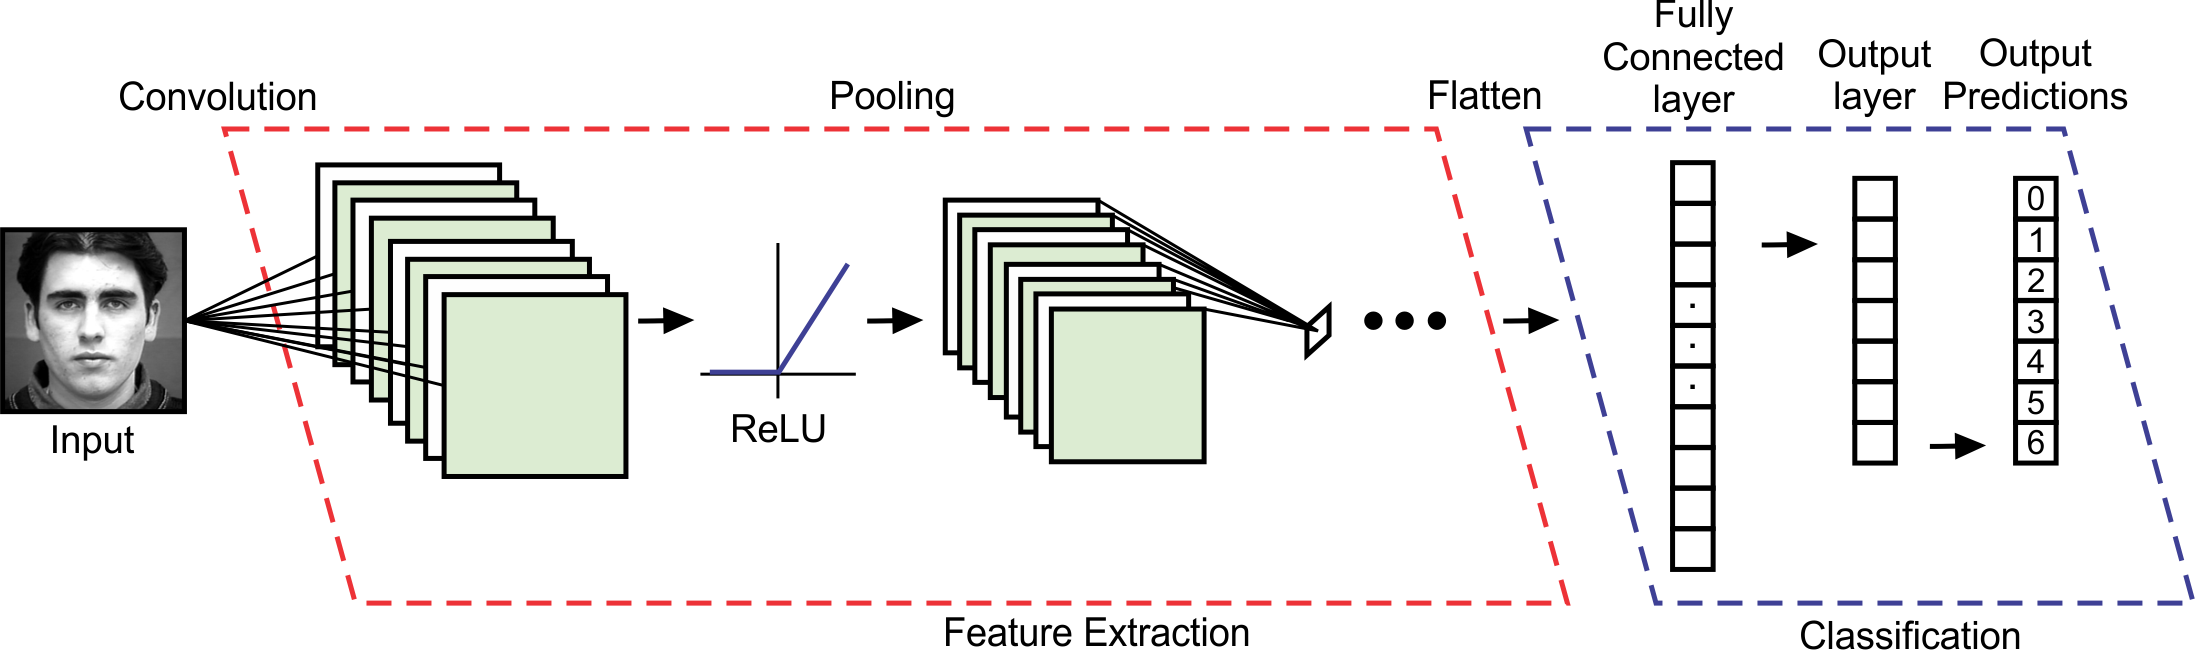 Convolution
Pooling
Flatten
Fully
Connected
layer
Output
layer
Output
Predictions
Input
ReLU
0
1
2
3
4
5
6
Feature Extraction
Classification